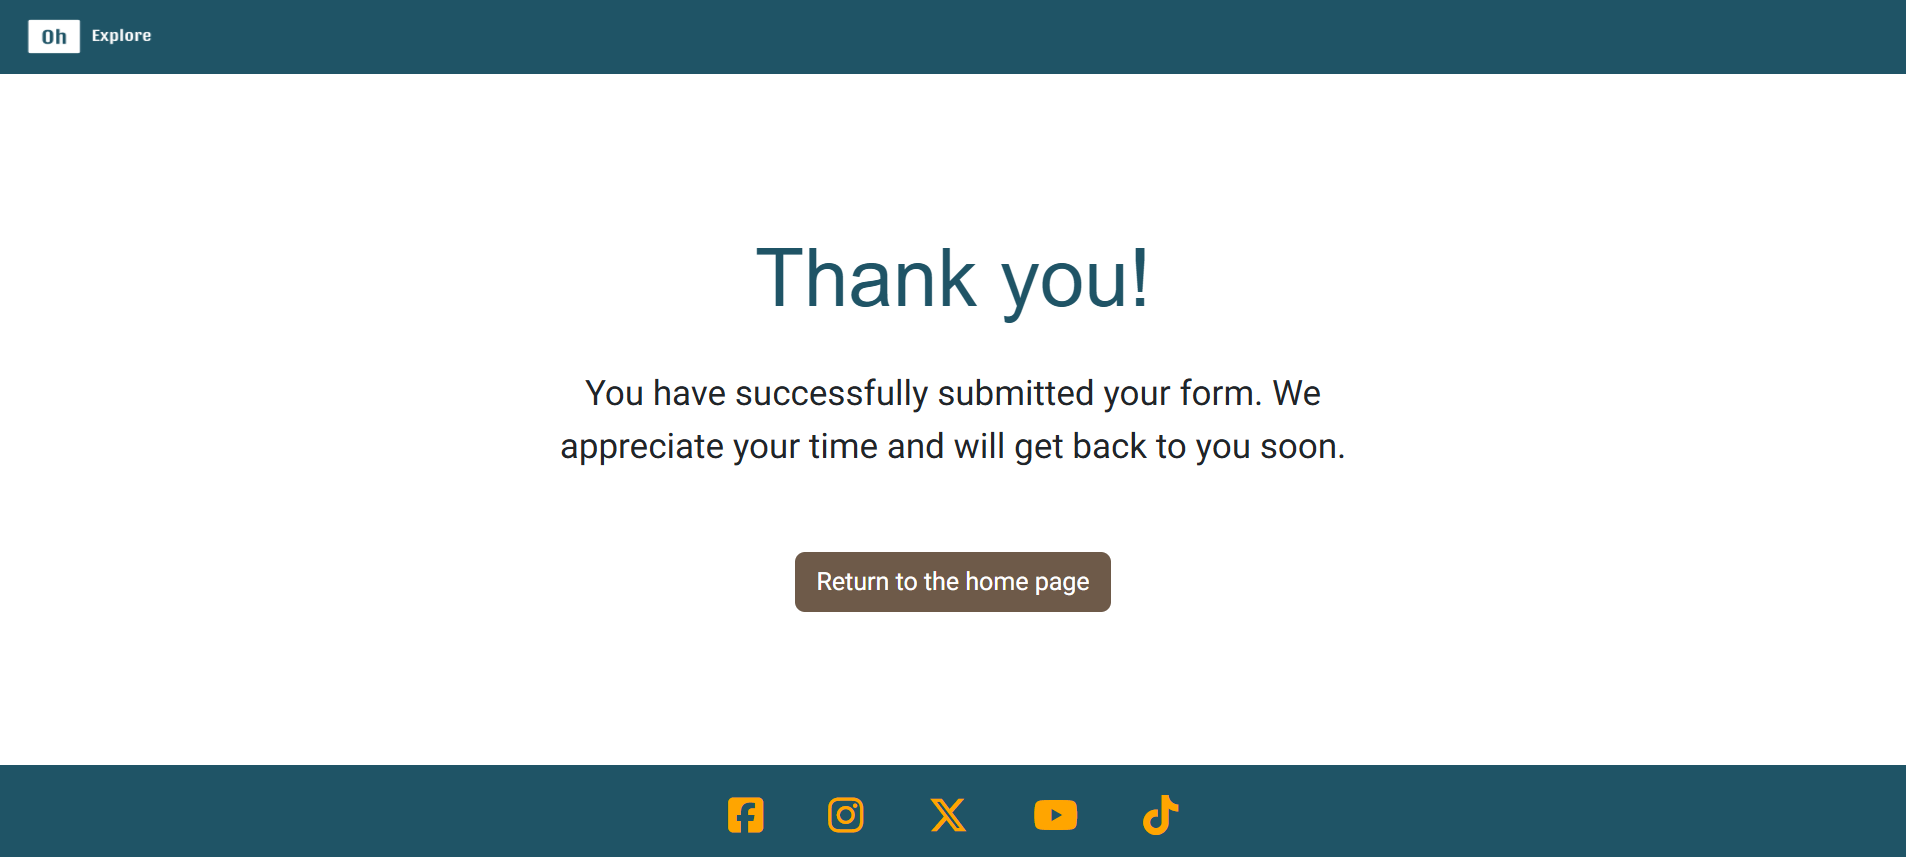 Oh Explore
Thank you!
You have successfully submitted your form. We
appreciate your time and will get back to you soon.
Return to the home page